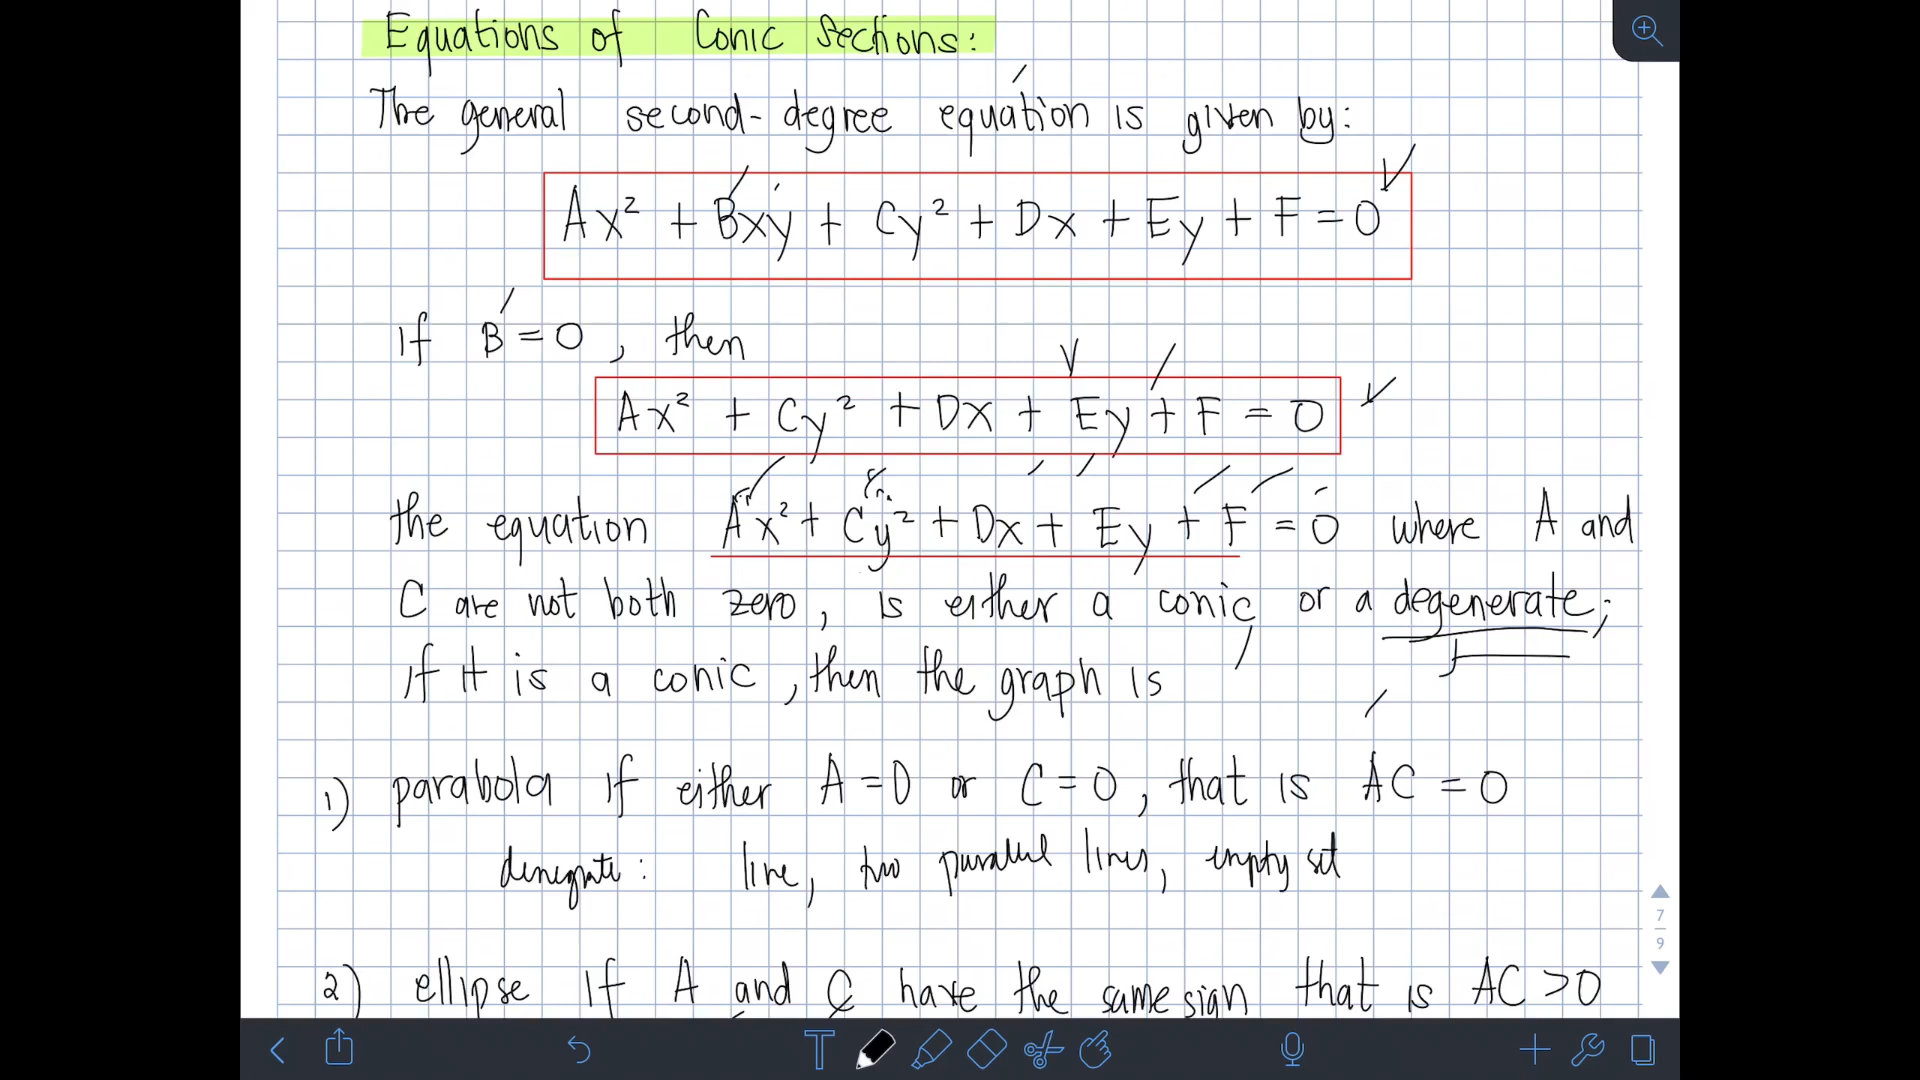 Equations of Conic Sections:
The general second-degree equation is given by:
Ax² + Bxy + Cy² + Dx + Ey + F = 0
If B = 0, then
Ax² + Cy² + Dx + Ey + F = 0
the equation Ax² + Cy² + Dx + Ey + F = 0 where A and
C are not both zero, is either a conic or a degenerate;
if it is a conic, then the graph is
1) parabola if either A = 0 or C = 0, that is AC = 0
line, two parallel lines, empty set
7
9
2) ellipse if A and C have the same sign that is AC > 0
T